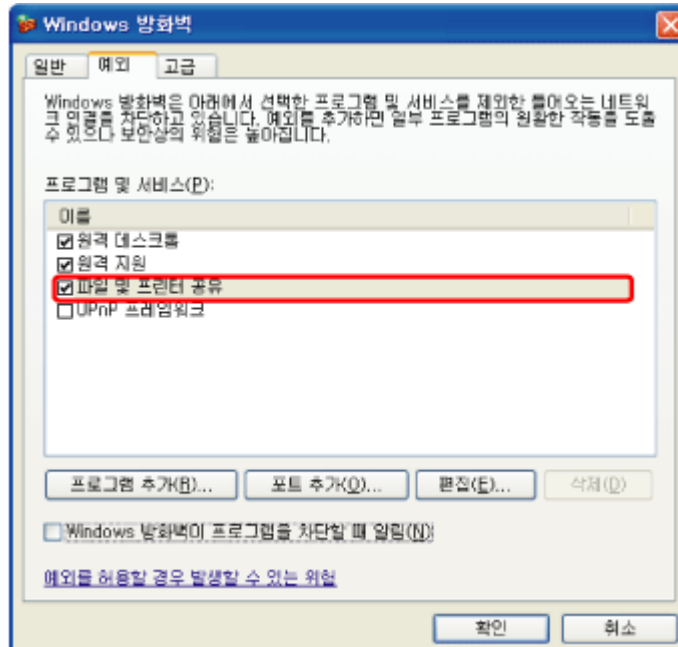 Windows 방화벽
일반 예외 고급
Windows 방화벽은 아래에서 선택한 프로그램 및 서비스를 제외한 들어오는 네트워
크 연결을 차단하고 있습니다. 예외를 추가하면 일부 프로그램의 원활한 작동을 도울
수 있으나 보안상의 위험은 높아집니다.
프로그램 및 서비스(P):
이름
원격 데스크톱
원격 지원
파일 및 프린터 공유
UPnP 프레임워크
프로그램 추가(R)... 포트 추가(O)... 편집(E)... 삭제(D)
Windows 방화벽이 프로그램을 차단할 때 알림(N)
예외를 허용할 경우 발생할 수 있는 위험
확인 취소